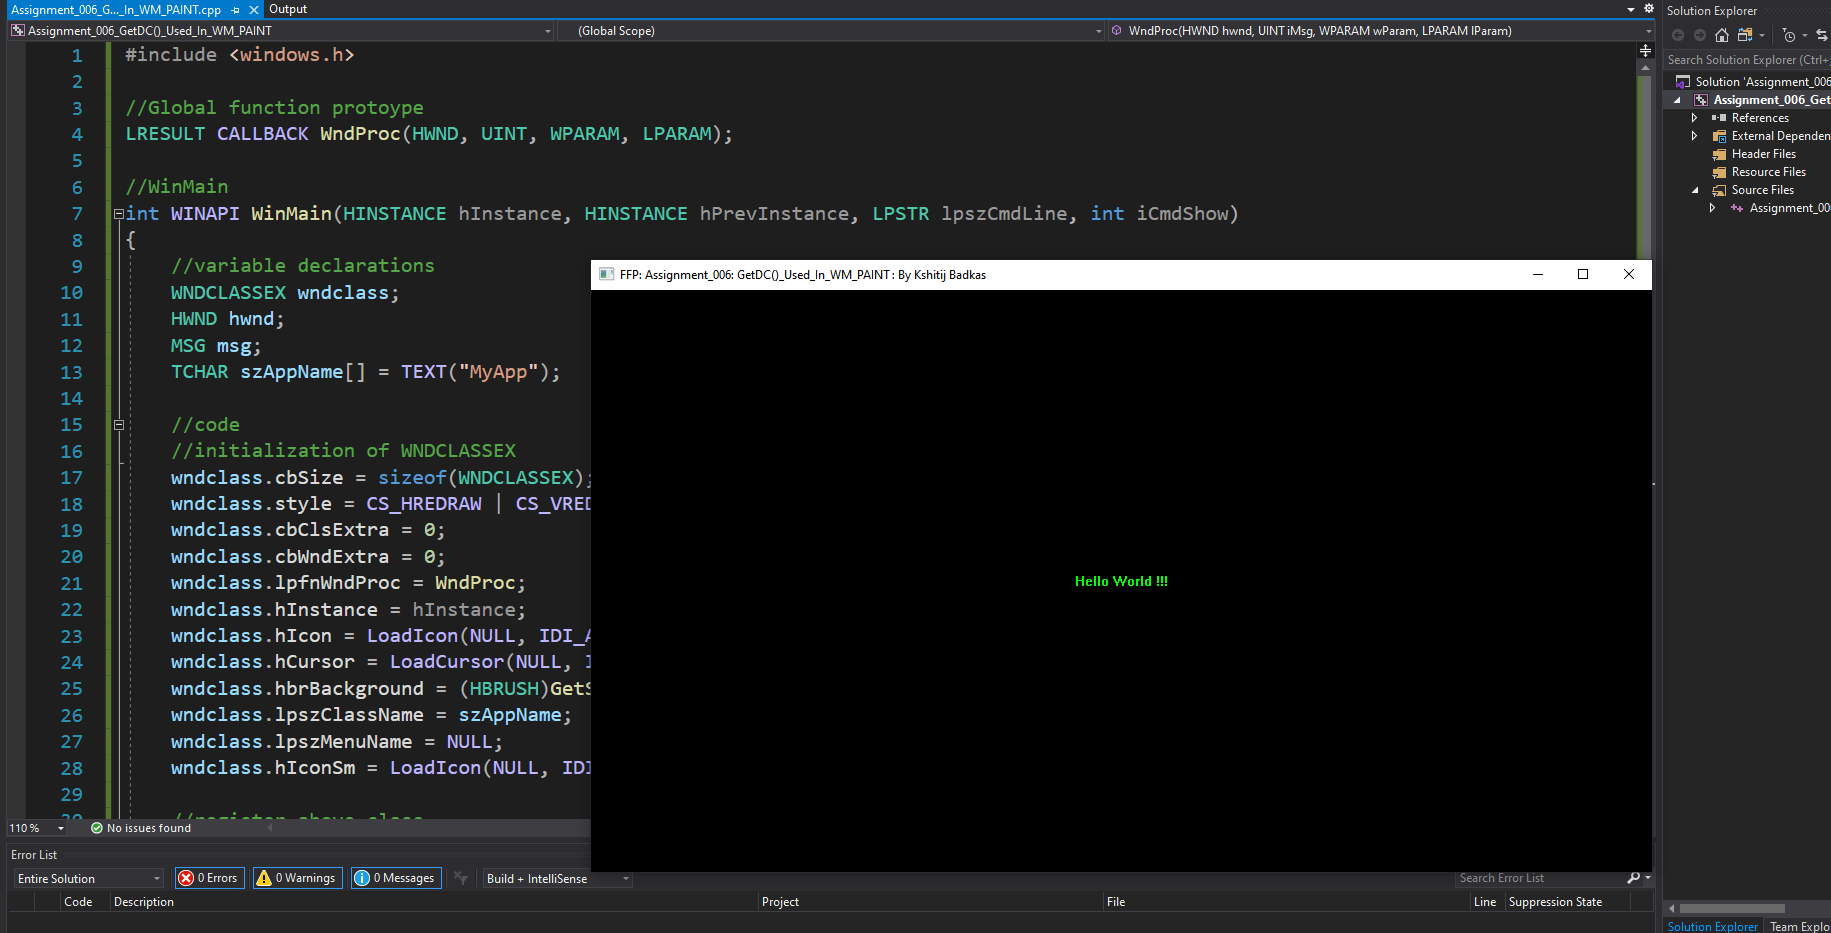 Assignment_006_G..._In_WM_PAINT.cpp
Output
Assignment_006_GetDC()_Used_In_WM_PAINT
(Global Scope)
WndProc(HWND hwnd, UINT iMsg, WPARAM wParam, LPARAM lParam)
1 #include <windows.h>
2
3 //Global function protoype
4 LRESULT CALLBACK WndProc(HWND, UINT, WPARAM, LPARAM);
5
6 //WinMain
7 int WINAPI WinMain(HINSTANCE hInstance, HINSTANCE hPrevInstance, LPSTR lpszCmdLine, int iCmdShow)
8 {
9 //variable declarations
10 WNDCLASSEX wndclass;
11 HWND hwnd;
12 MSG msg;
13 TCHAR szAppName[] = TEXT("MyApp");
14
15 //code
16 //initialization of WNDCLASSEX
17 wndclass.cbSize = sizeof(WNDCLASSEX);
18 wndclass.style = CS_HREDRAW | CS_VRED
19 wndclass.cbClsExtra = 0;
20 wndclass.cbWndExtra = 0;
21 wndclass.lpfnWndProc = WndProc;
22 wndclass.hInstance = hInstance;
23 wndclass.hIcon = LoadIcon(NULL, IDI_A
24 wndclass.hCursor = LoadCursor(NULL, I
25 wndclass.hbrBackground = (HBRUSH)GetS
26 wndclass.lpszClassName = szAppName;
27 wndclass.lpszMenuName = NULL;
28 wndclass.hIconSm = LoadIcon(NULL, IDI
29
30 //register above class
FFP: Assignment_006: GetDC()_Used_In_WM_PAINT : By Kshitij Badkas
Hello World !!!
110 %
No issues found
Error List
Entire Solution
0 Errors
0 Warnings
0 Messages
Build + IntelliSense
Search Error List
Code
Description
Project
File
Line
Suppression State
Solution Explorer
Search Solution Explorer (Ctrl+
Solution 'Assignment_006
Assignment_006_Get
References
External Dependen
Header Files
Resource Files
Source Files
Assignment_00
Solution Explorer
Team Explo